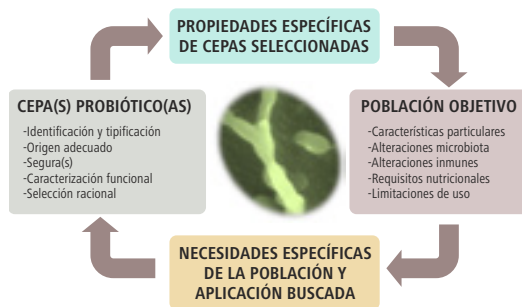 PROPIEDADES ESPECÍFICAS
DE CEPAS SELECCIONADAS
CEPA(S) PROBIÓTICO(AS)
-Identificación y tipificación
-Origen adecuado
-Segura(s)
-Caracterización funcional
-Selección racional
POBLACIÓN OBJETIVO
-Características particulares
-Alteraciones microbiota
-Alteraciones inmunes
-Requisitos nutricionales
-Limitaciones de uso
NECESIDADES ESPECÍFICAS
DE LA POBLACIÓN Y
APLICACIÓN BUSCADA